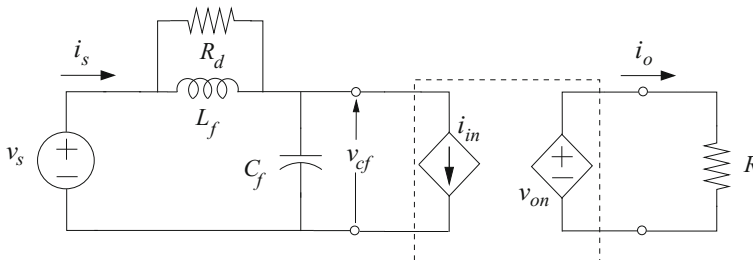 R_d
i_s
i_o
L_f
i_in
v_s
C_f
v_cf
v_on
R